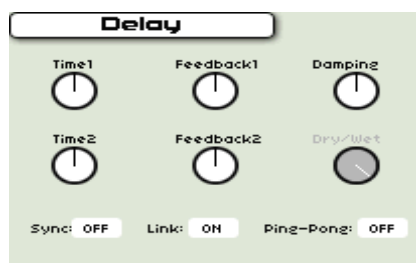 Delay
Time1 Feedback1 Damping
Time2 Feedback2 Dry/Wet
Sync: OFF Link: ON Ping-Pong: OFF